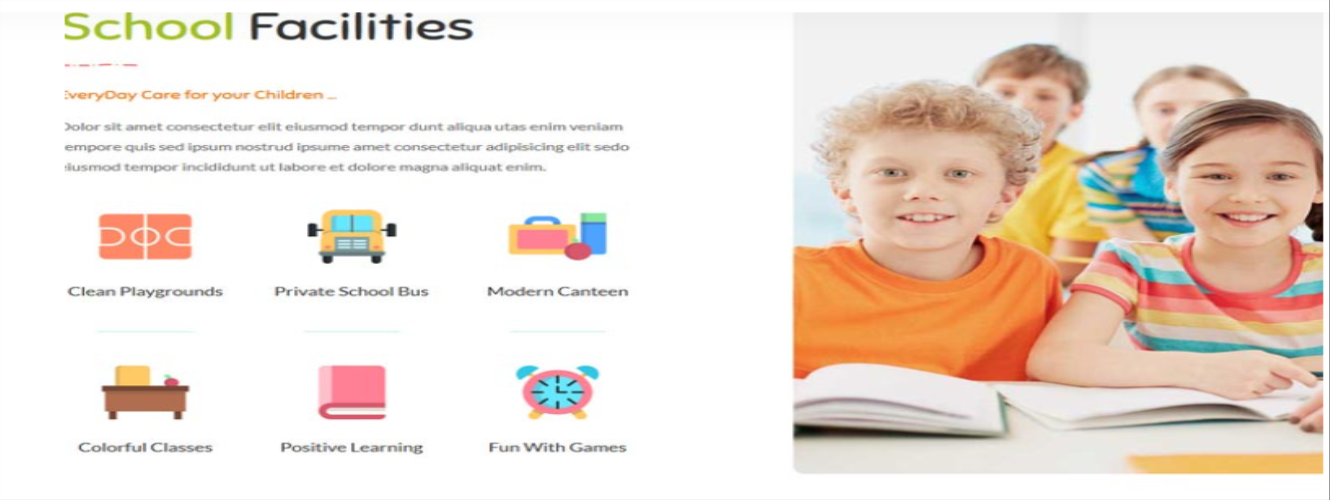 School Facilities
EveryDay Care for your Children ...
Dolor sit amet consectetur elit eiusmod tempor dunt aliqua utas enim veniam
tempore quis sed ipsum nostrud ipsume amet consectetur adipisicing elit sedo
eiusmod tempor incididunt ut labore et dolore magna aliquat enim.
Clean Playgrounds
Private School Bus
Modern Canteen
Colorful Classes
Positive Learning
Fun With Games